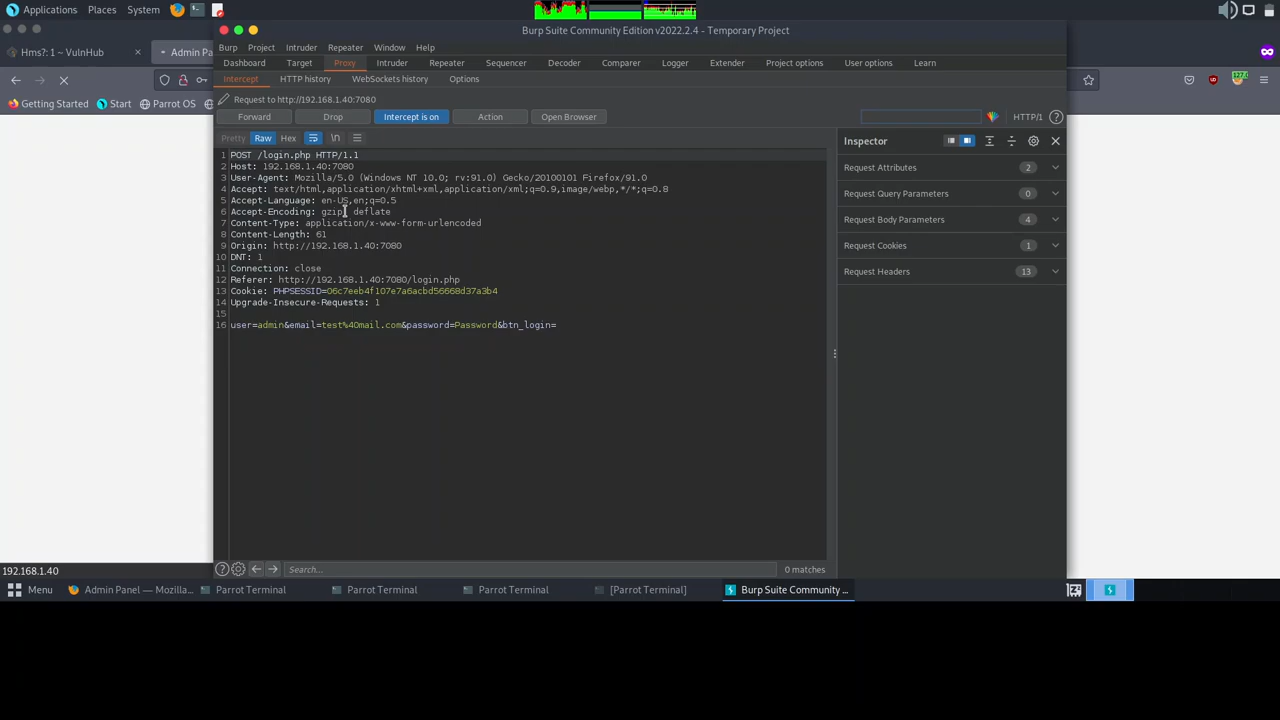 Applications Places System
Burp Suite Community Edition v2022.2.4 - Temporary Project
Hms?: 1 ~ VulnHub
Admin Pa
Burp Project Intruder Repeater Window Help
Dashboard Target Proxy Intruder Repeater Sequencer Decoder Comparer Logger Extender Project options User options Learn
Intercept HTTP history WebSockets history Options
Getting Started Start Parrot OS
Request to http://192.168.1.40:7080
Forward Drop Intercept is on Action Open Browser HTTP/1
Pretty Raw Hex \n
Inspector
1 POST /login.php HTTP/1.1
2 Host: 192.168.1.40:7080
3 User-Agent: Mozilla/5.0 (Windows NT 10.0; rv:91.0) Gecko/20100101 Firefox/91.0
4 Accept: text/html,application/xhtml+xml,application/xml;q=0.9,image/webp,*/*;q=0.8
5 Accept-Language: en-US,en;q=0.5
6 Accept-Encoding: gzip, deflate
7 Content-Type: application/x-www-form-urlencoded
8 Content-Length: 61
9 Origin: http://192.168.1.40:7080
10 DNT: 1
11 Connection: close
12 Referer: http://192.168.1.40:7080/login.php
13 Cookie: PHPSESSID=06c7eeb4f107e7a6acbd56668d37a3b4
14 Upgrade-Insecure-Requests: 1
15
16 user=admin&email=test%40mail.com&password=Password&btn_login=
Request Attributes 2
Request Query Parameters 0
Request Body Parameters 4
Request Cookies 1
Request Headers 13
Search... 0 matches
192.168.1.40
Menu Admin Panel — Mozilla... Parrot Terminal Parrot Terminal Parrot Terminal [Parrot Terminal] Burp Suite Community ...